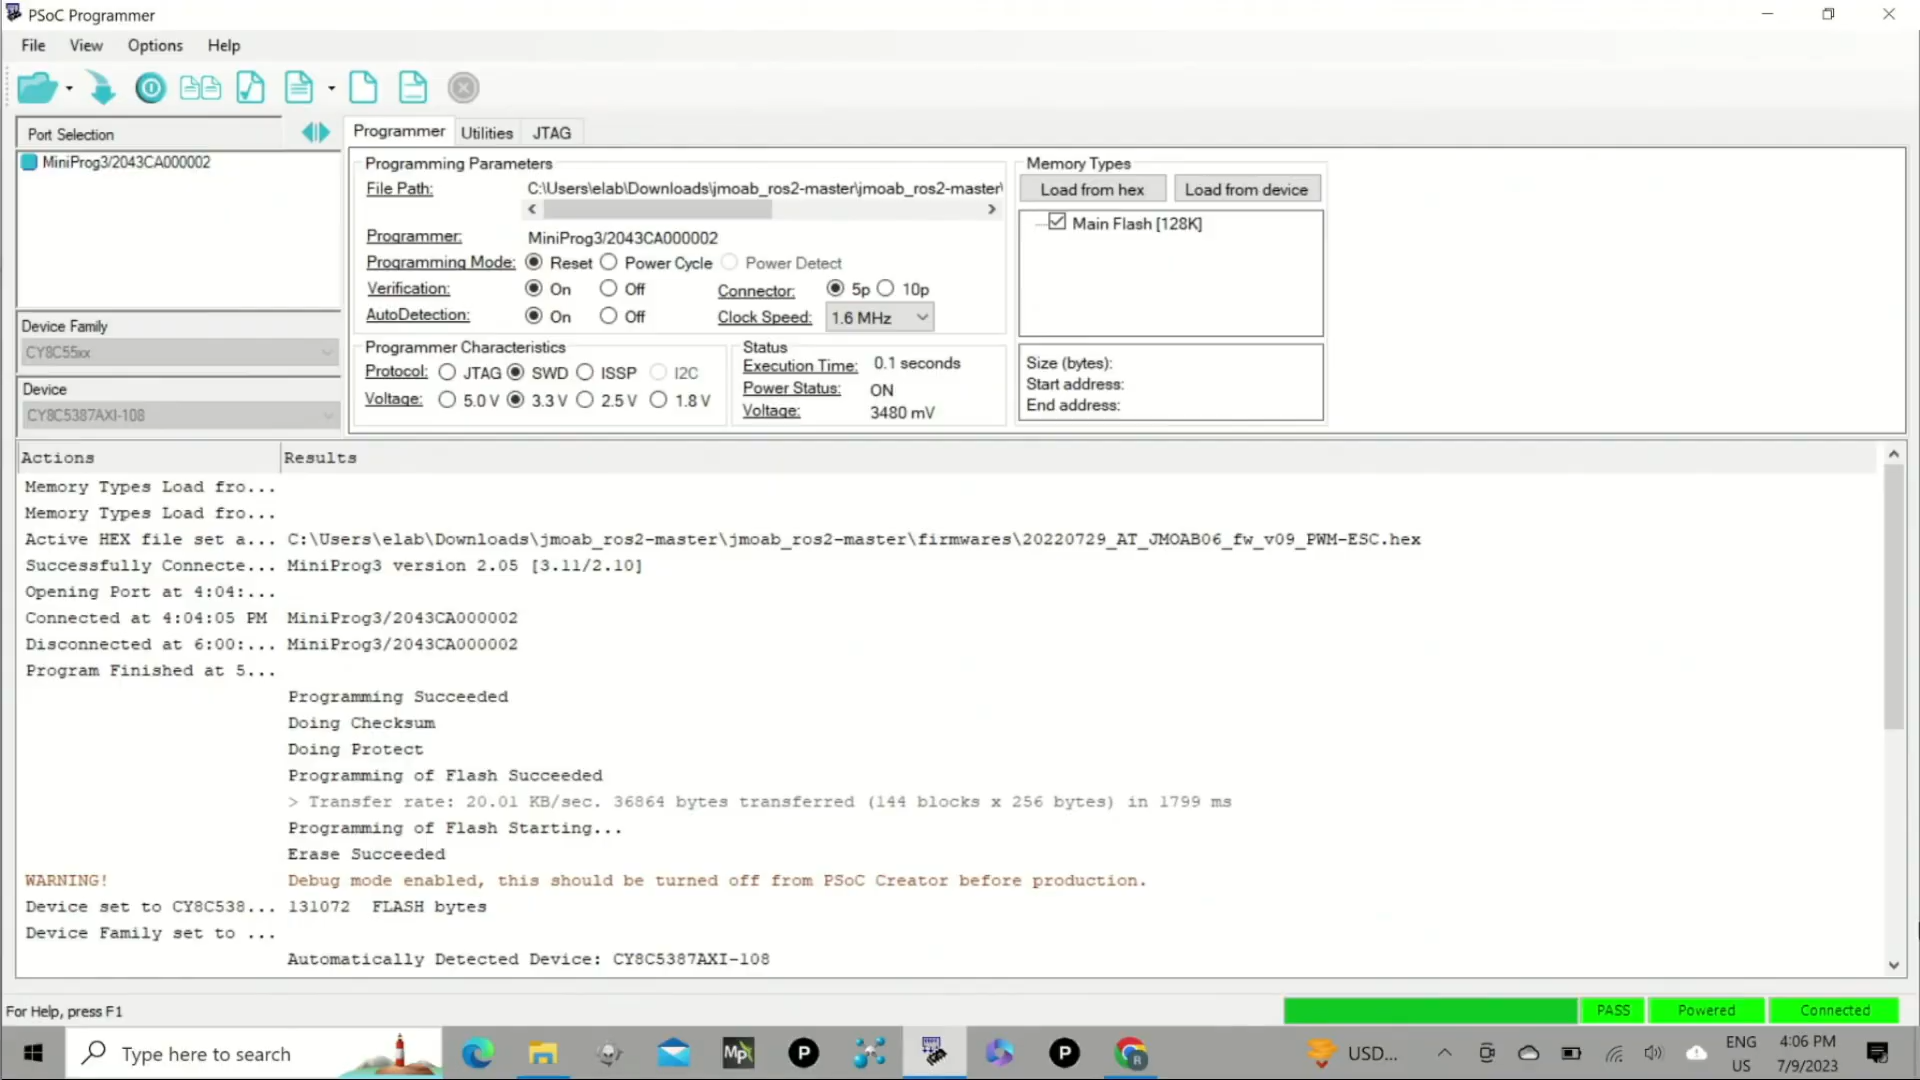 PSoC Programmer
File View Options Help
Port Selection
MiniProg3/2043CA000002
Device Family
CY8C55xx
Device
CY8C5387AXI-108
Programmer Utilities JTAG
Programming Parameters
File Path: C:\Users\elab\Downloads\jmoab_ros2-master\jmoab_ros2-master\
Programmer: MiniProg3/2043CA000002
Programming Mode: Reset Power Cycle Power Detect
Verification: On Off Connector: 5p 10p
AutoDetection: On Off Clock Speed: 1.6 MHz
Programmer Characteristics
Protocol: JTAG SWD ISSP I2C
Voltage: 5.0 V 3.3 V 2.5 V 1.8 V
Status
Execution Time: 0.1 seconds
Power Status: ON
Voltage: 3480 mV
Memory Types
Load from hex Load from device
Main Flash [128K]
Size (bytes):
Start address:
End address:
Actions Results
Memory Types Load fro...
Memory Types Load fro...
Active HEX file set a... C:\Users\elab\Downloads\jmoab_ros2-master\jmoab_ros2-master\firmwares\20220729_AT_JMOAB06_fw_v09_PWM-ESC.hex
Successfully Connecte... MiniProg3 version 2.05 [3.11/2.10]
Opening Port at 4:04:...
Connected at 4:04:05 PM MiniProg3/2043CA000002
Disconnected at 6:00:... MiniProg3/2043CA000002
Program Finished at 5...
Programming Succeeded
Doing Checksum
Doing Protect
Programming of Flash Succeeded
> Transfer rate: 20.01 KB/sec. 36864 bytes transferred (144 blocks x 256 bytes) in 1799 ms
Programming of Flash Starting...
Erase Succeeded
WARNING! Debug mode enabled, this should be turned off from PSoC Creator before production.
Device set to CY8C538... 131072 FLASH bytes
Device Family set to ...
Automatically Detected Device: CY8C5387AXI-108
For Help, press F1
PASS Powered Connected
Type here to search
Mp
P
P
R
USD...
ENG
US
4:06 PM
7/9/2023